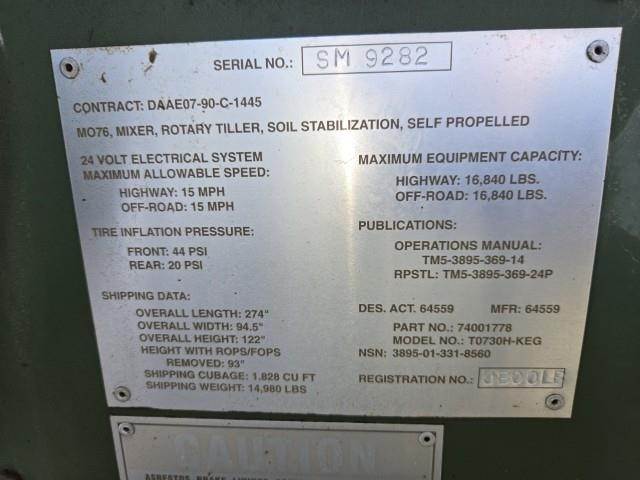 SERIAL NO.: SM 9282
CONTRACT: DAAE07-90-C-1445
MO76, MIXER, ROTARY TILLER, SOIL STABILIZATION, SELF PROPELLED
24 VOLT ELECTRICAL SYSTEM
MAXIMUM ALLOWABLE SPEED:
HIGHWAY: 15 MPH
OFF-ROAD: 15 MPH
TIRE INFLATION PRESSURE:
FRONT: 44 PSI
REAR: 20 PSI
SHIPPING DATA:
OVERALL LENGTH: 274"
OVERALL WIDTH: 94.5"
OVERALL HEIGHT: 122"
HEIGHT WITH ROPS/FOPS
REMOVED: 93"
SHIPPING CUBAGE: 1.828 CU FT
SHIPPING WEIGHT: 14,980 LBS
MAXIMUM EQUIPMENT CAPACITY:
HIGHWAY: 16,840 LBS.
OFF-ROAD: 16,840 LBS.
PUBLICATIONS:
OPERATIONS MANUAL:
TM5-3895-369-14
RPSTL: TM5-3895-369-24P
DES. ACT. 64559 MFR: 64559
PART NO.: 74001778
MODEL NO.: T0730H-KEG
NSN: 3895-01-331-8560
REGISTRATION NO.:
CAUTION
ASBESTOS BRAKE LININGS